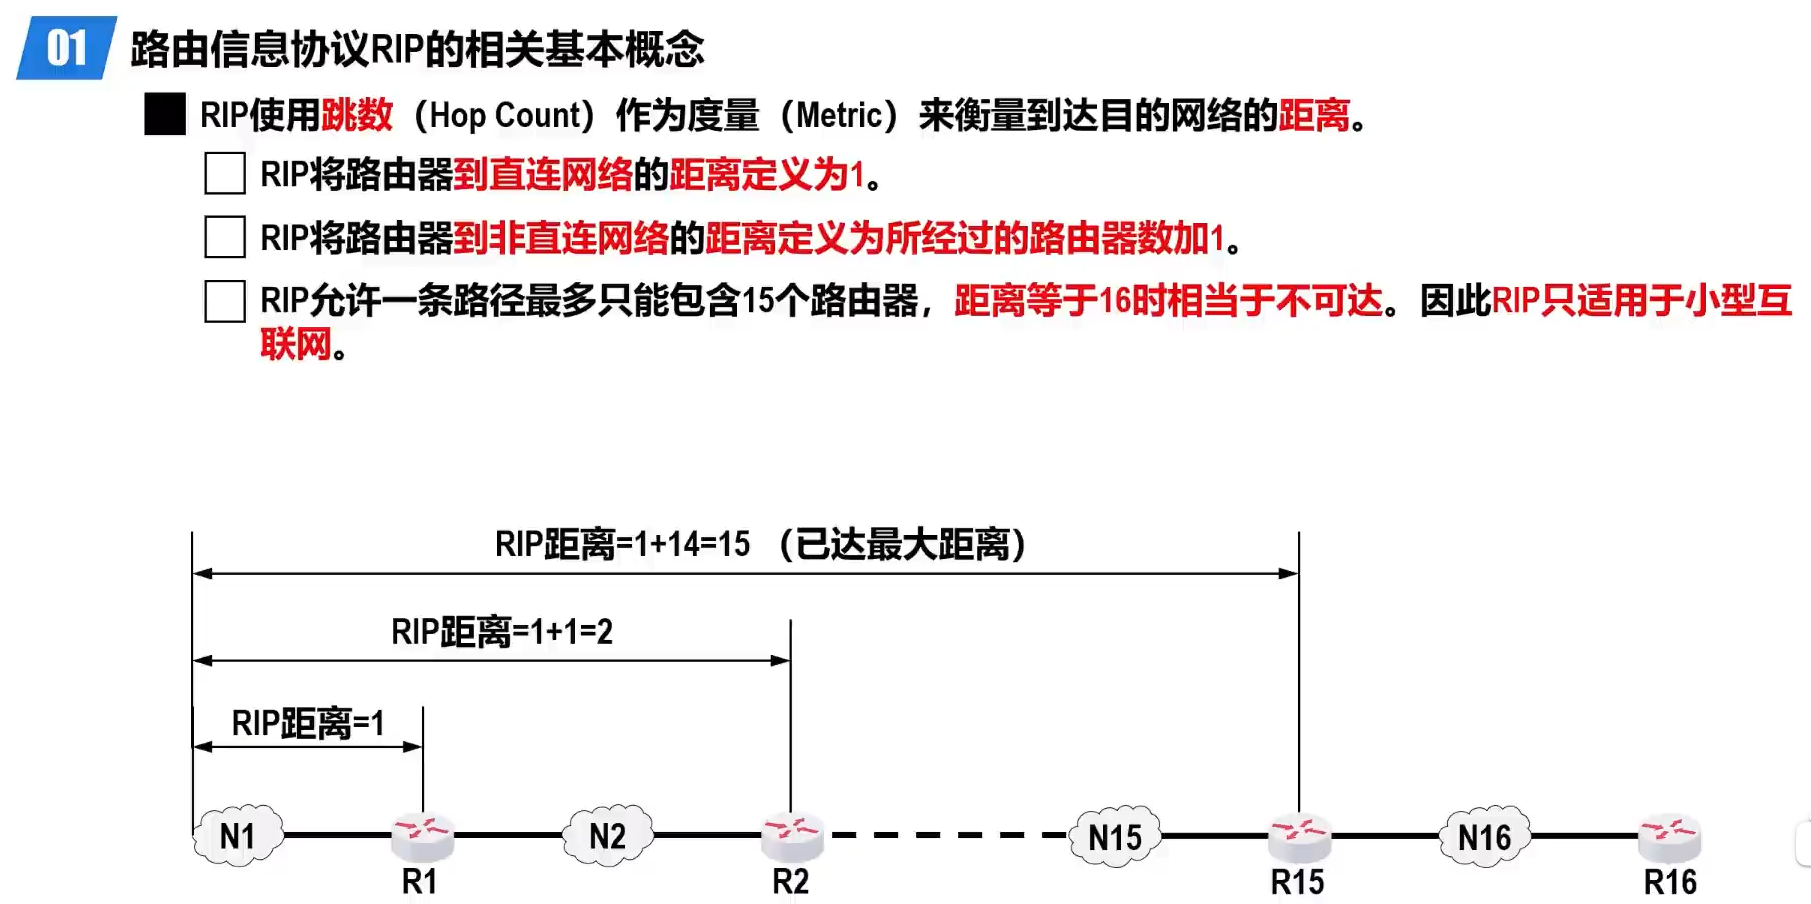 01 路由信息协议RIP的相关基本概念
RIP使用跳数（Hop Count）作为度量（Metric）来衡量到达目的网络的距离。
RIP将路由器到直连网络的距离定义为1。
RIP将路由器到非直连网络的距离定义为所经过的路由器数加1。
RIP允许一条路径最多只能包含15个路由器，距离等于16时相当于不可达。因此RIP只适用于小型互
联网。
RIP距离=1+14=15 （已达最大距离）
RIP距离=1+1=2
RIP距离=1
N1 N2 N15 N16
R1 R2 R15 R16